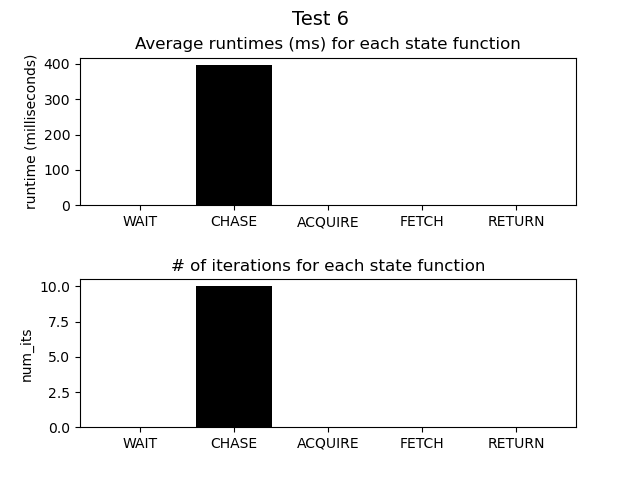 Test 6
Average runtimes (ms) for each state function
runtime (milliseconds)
400
300
200
100
0
WAIT CHASE ACQUIRE FETCH RETURN
# of iterations for each state function
num_its
10.0
7.5
5.0
2.5
0.0
WAIT CHASE ACQUIRE FETCH RETURN